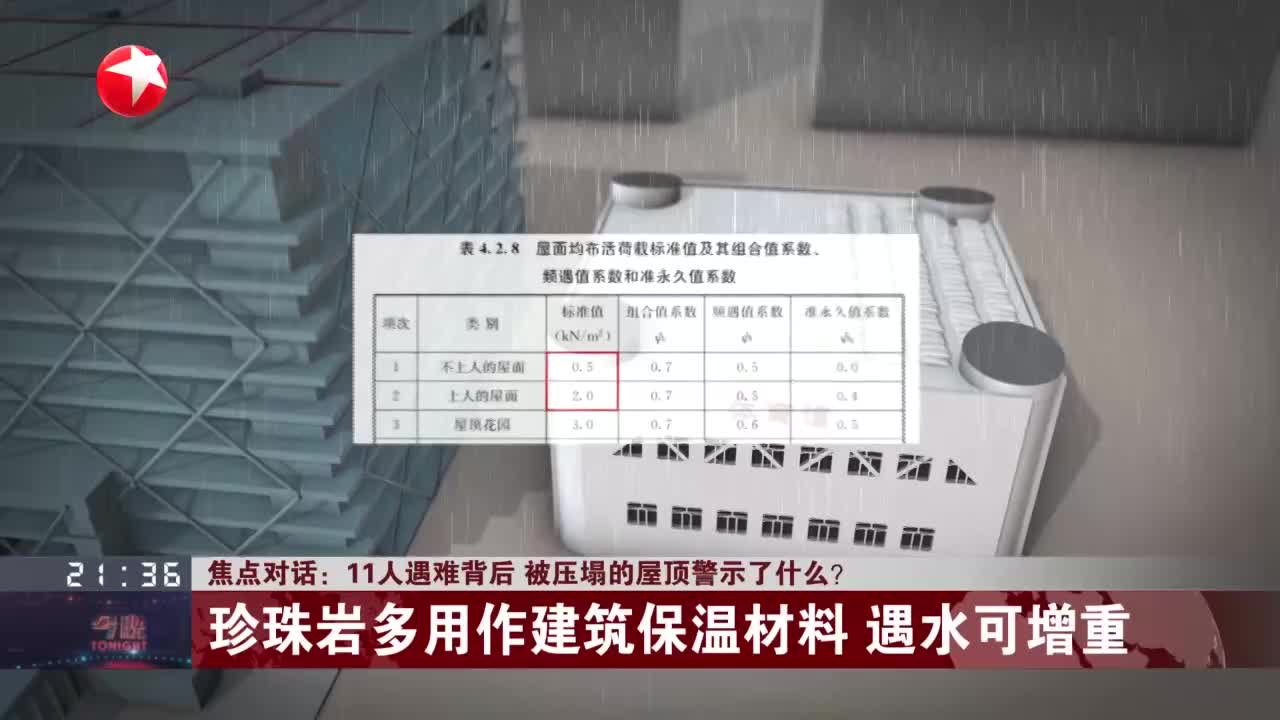 表 4.2.8 屋面均布活荷载标准值及其组合值系数、
频遇值系数和准永久值系数
项次 类别 标准值 (kN/m²) 组合值系数 频遇值系数 准永久值系数
1 不上人的屋面 0.5 0.7 0.5 0.0
2 上人的屋面 2.0 0.7 0.5 0.4
3 屋顶花园 3.0 0.7 0.6 0.5
体育馆
21:36 焦点对话：11人遇难背后 被压塌的屋顶警示了什么？
今晚
TONIGHT
珍珠岩多用作建筑保温材料 遇水可增重